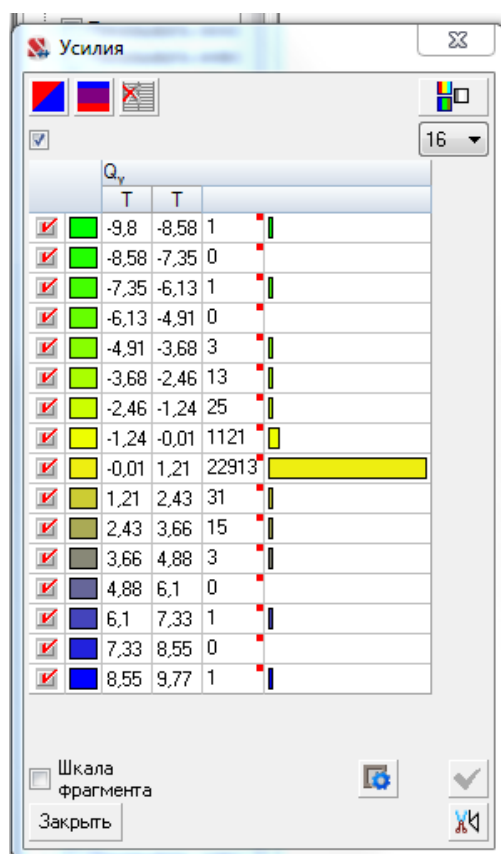 Усилия
16
Qy
Т Т
-9,8 -8,58 1
-8,58 -7,35 0
-7,35 -6,13 1
-6,13 -4,91 0
-4,91 -3,68 3
-3,68 -2,46 13
-2,46 -1,24 25
-1,24 -0,01 1121
-0,01 1,21 22913
1,21 2,43 31
2,43 3,66 15
3,66 4,88 3
4,88 6,1 0
6,1 7,33 1
7,33 8,55 0
8,55 9,77 1
Шкала
фрагмента
Закрыть